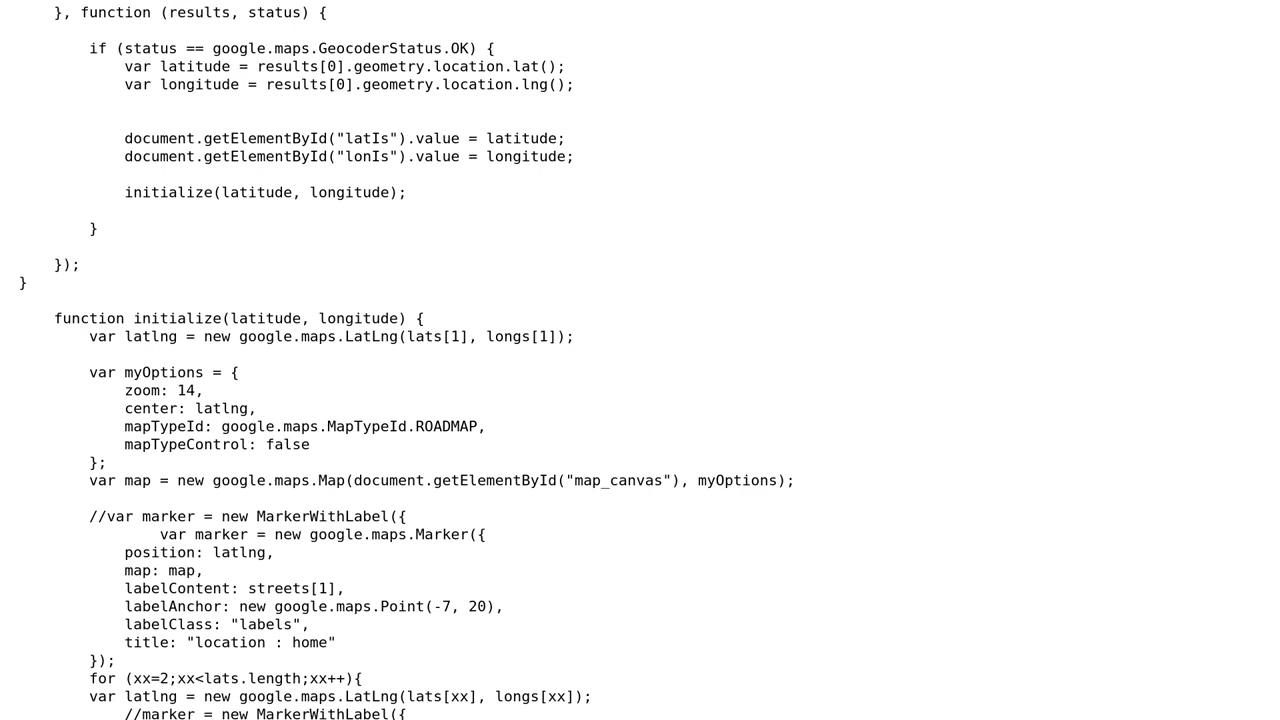 }, function (results, status) {
if (status == google.maps.GeocoderStatus.OK) {
var latitude = results[0].geometry.location.lat();
var longitude = results[0].geometry.location.lng();
document.getElementById("latIs").value = latitude;
document.getElementById("lonIs").value = longitude;
initialize(latitude, longitude);
}
});
}
function initialize(latitude, longitude) {
var latlng = new google.maps.LatLng(lats[1], longs[1]);
var myOptions = {
zoom: 14,
center: latlng,
mapTypeId: google.maps.MapTypeId.ROADMAP,
mapTypeControl: false
};
var map = new google.maps.Map(document.getElementById("map_canvas"), myOptions);
//var marker = new MarkerWithLabel({
var marker = new google.maps.Marker({
position: latlng,
map: map,
labelContent: streets[1],
labelAnchor: new google.maps.Point(-7, 20),
labelClass: "labels",
title: "location : home"
});
for (xx=2;xx<lats.length;xx++){
var latlng = new google.maps.LatLng(lats[xx], longs[xx]);
//marker = new MarkerWithLabel({